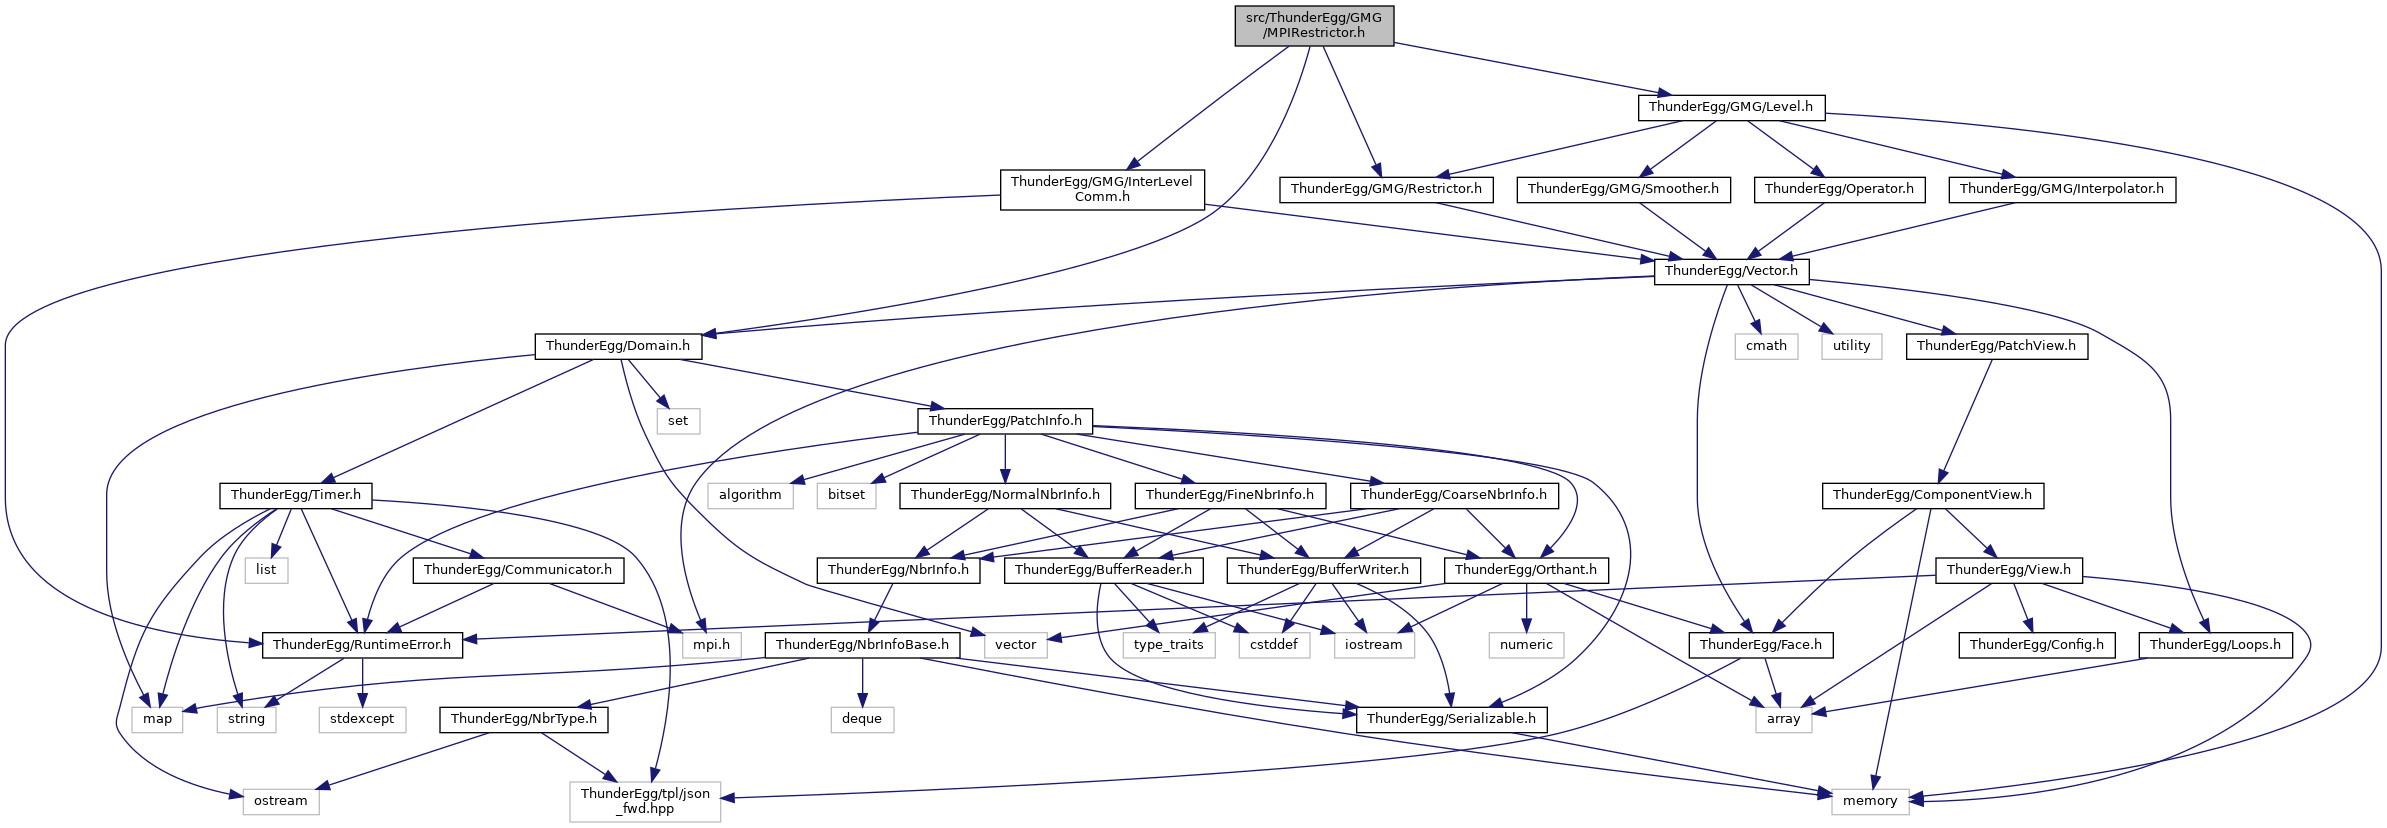 src/ThunderEgg/GMG
/MPIRestrictor.h
ThunderEgg/GMG/Level.h
ThunderEgg/GMG/InterLevel
Comm.h
ThunderEgg/GMG/Restrictor.h
ThunderEgg/GMG/Smoother.h
ThunderEgg/Operator.h
ThunderEgg/GMG/Interpolator.h
ThunderEgg/Vector.h
ThunderEgg/Domain.h
cmath
utility
ThunderEgg/PatchView.h
set
ThunderEgg/PatchInfo.h
ThunderEgg/Timer.h
algorithm
bitset
ThunderEgg/NormalNbrInfo.h
ThunderEgg/FineNbrInfo.h
ThunderEgg/CoarseNbrInfo.h
ThunderEgg/ComponentView.h
list
ThunderEgg/Communicator.h
ThunderEgg/NbrInfo.h
ThunderEgg/BufferReader.h
ThunderEgg/BufferWriter.h
ThunderEgg/Orthant.h
ThunderEgg/View.h
ThunderEgg/RuntimeError.h
mpi.h
ThunderEgg/NbrInfoBase.h
vector
type_traits
cstddef
iostream
numeric
ThunderEgg/Face.h
ThunderEgg/Config.h
ThunderEgg/Loops.h
map
string
stdexcept
ThunderEgg/NbrType.h
deque
ThunderEgg/Serializable.h
array
ostream
ThunderEgg/tpl/json
_fwd.hpp
memory